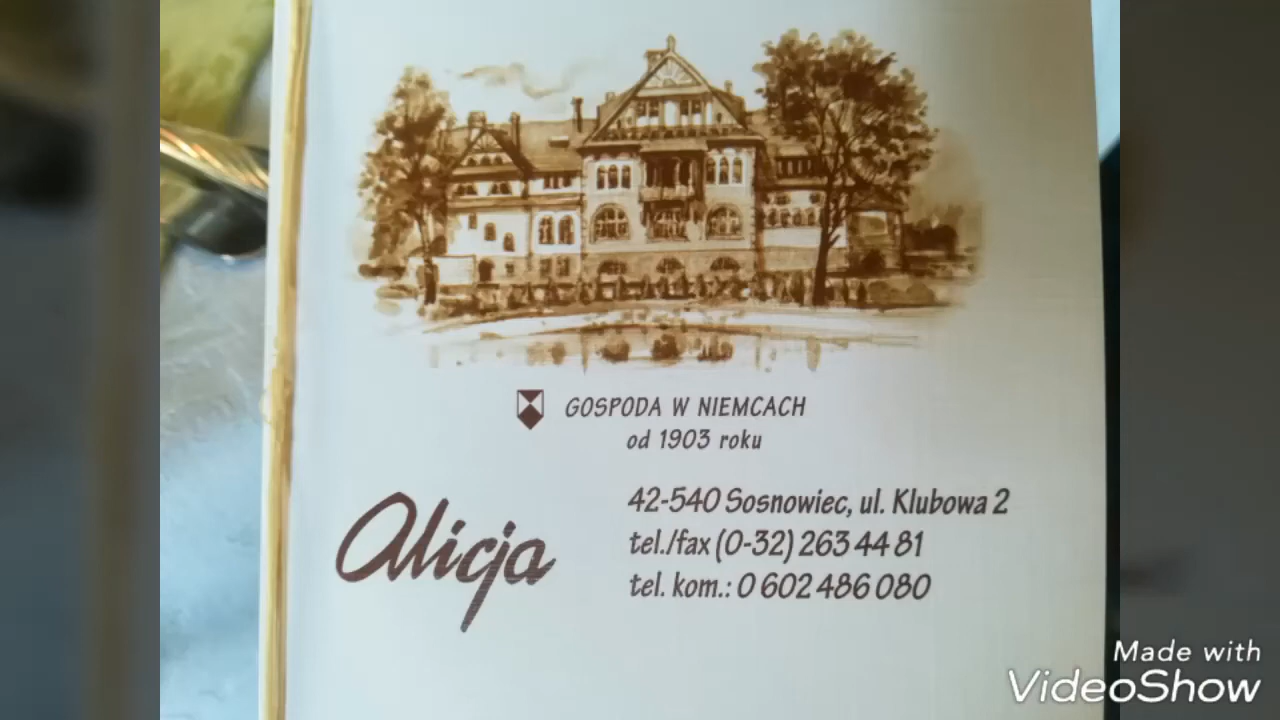 GOSPODA W NIEMCACH
od 1903 roku
Alicja
42-540 Sosnowiec, ul. Klubowa 2
tel./fax (0-32) 263 44 81
tel. kom.: 0 602 486 080
Made with
VideoShow